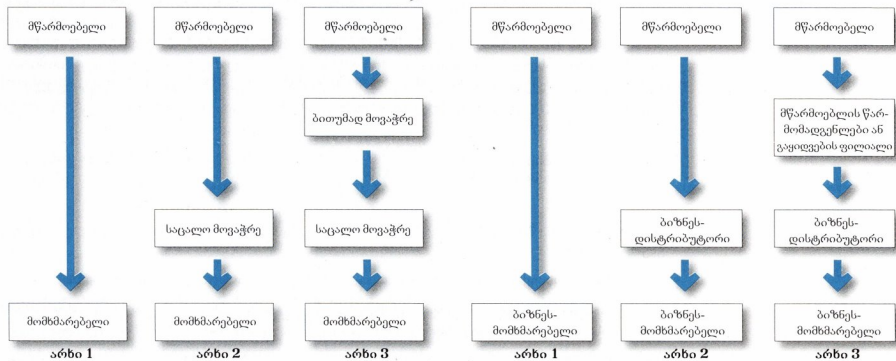 მწარმოებელი
მწარმოებელი
მწარმოებელი
მწარმოებელი
მწარმოებელი
მწარმოებელი
ბითუმად მოვაჭრე
მწარმოებლის წარ-
მომადგენლები ან
გაყიდვების ფილიალი
საცალო მოვაჭრე
საცალო მოვაჭრე
ბიზნეს-
დისტრიბუტორი
ბიზნეს-
დისტრიბუტორი
მომხმარებელი
მომხმარებელი
მომხმარებელი
ბიზნეს-
მომხმარებელი
ბიზნეს-
მომხმარებელი
ბიზნეს-
მომხმარებელი
არხი 1
არხი 2
არხი 3
არხი 1
არხი 2
არხი 3